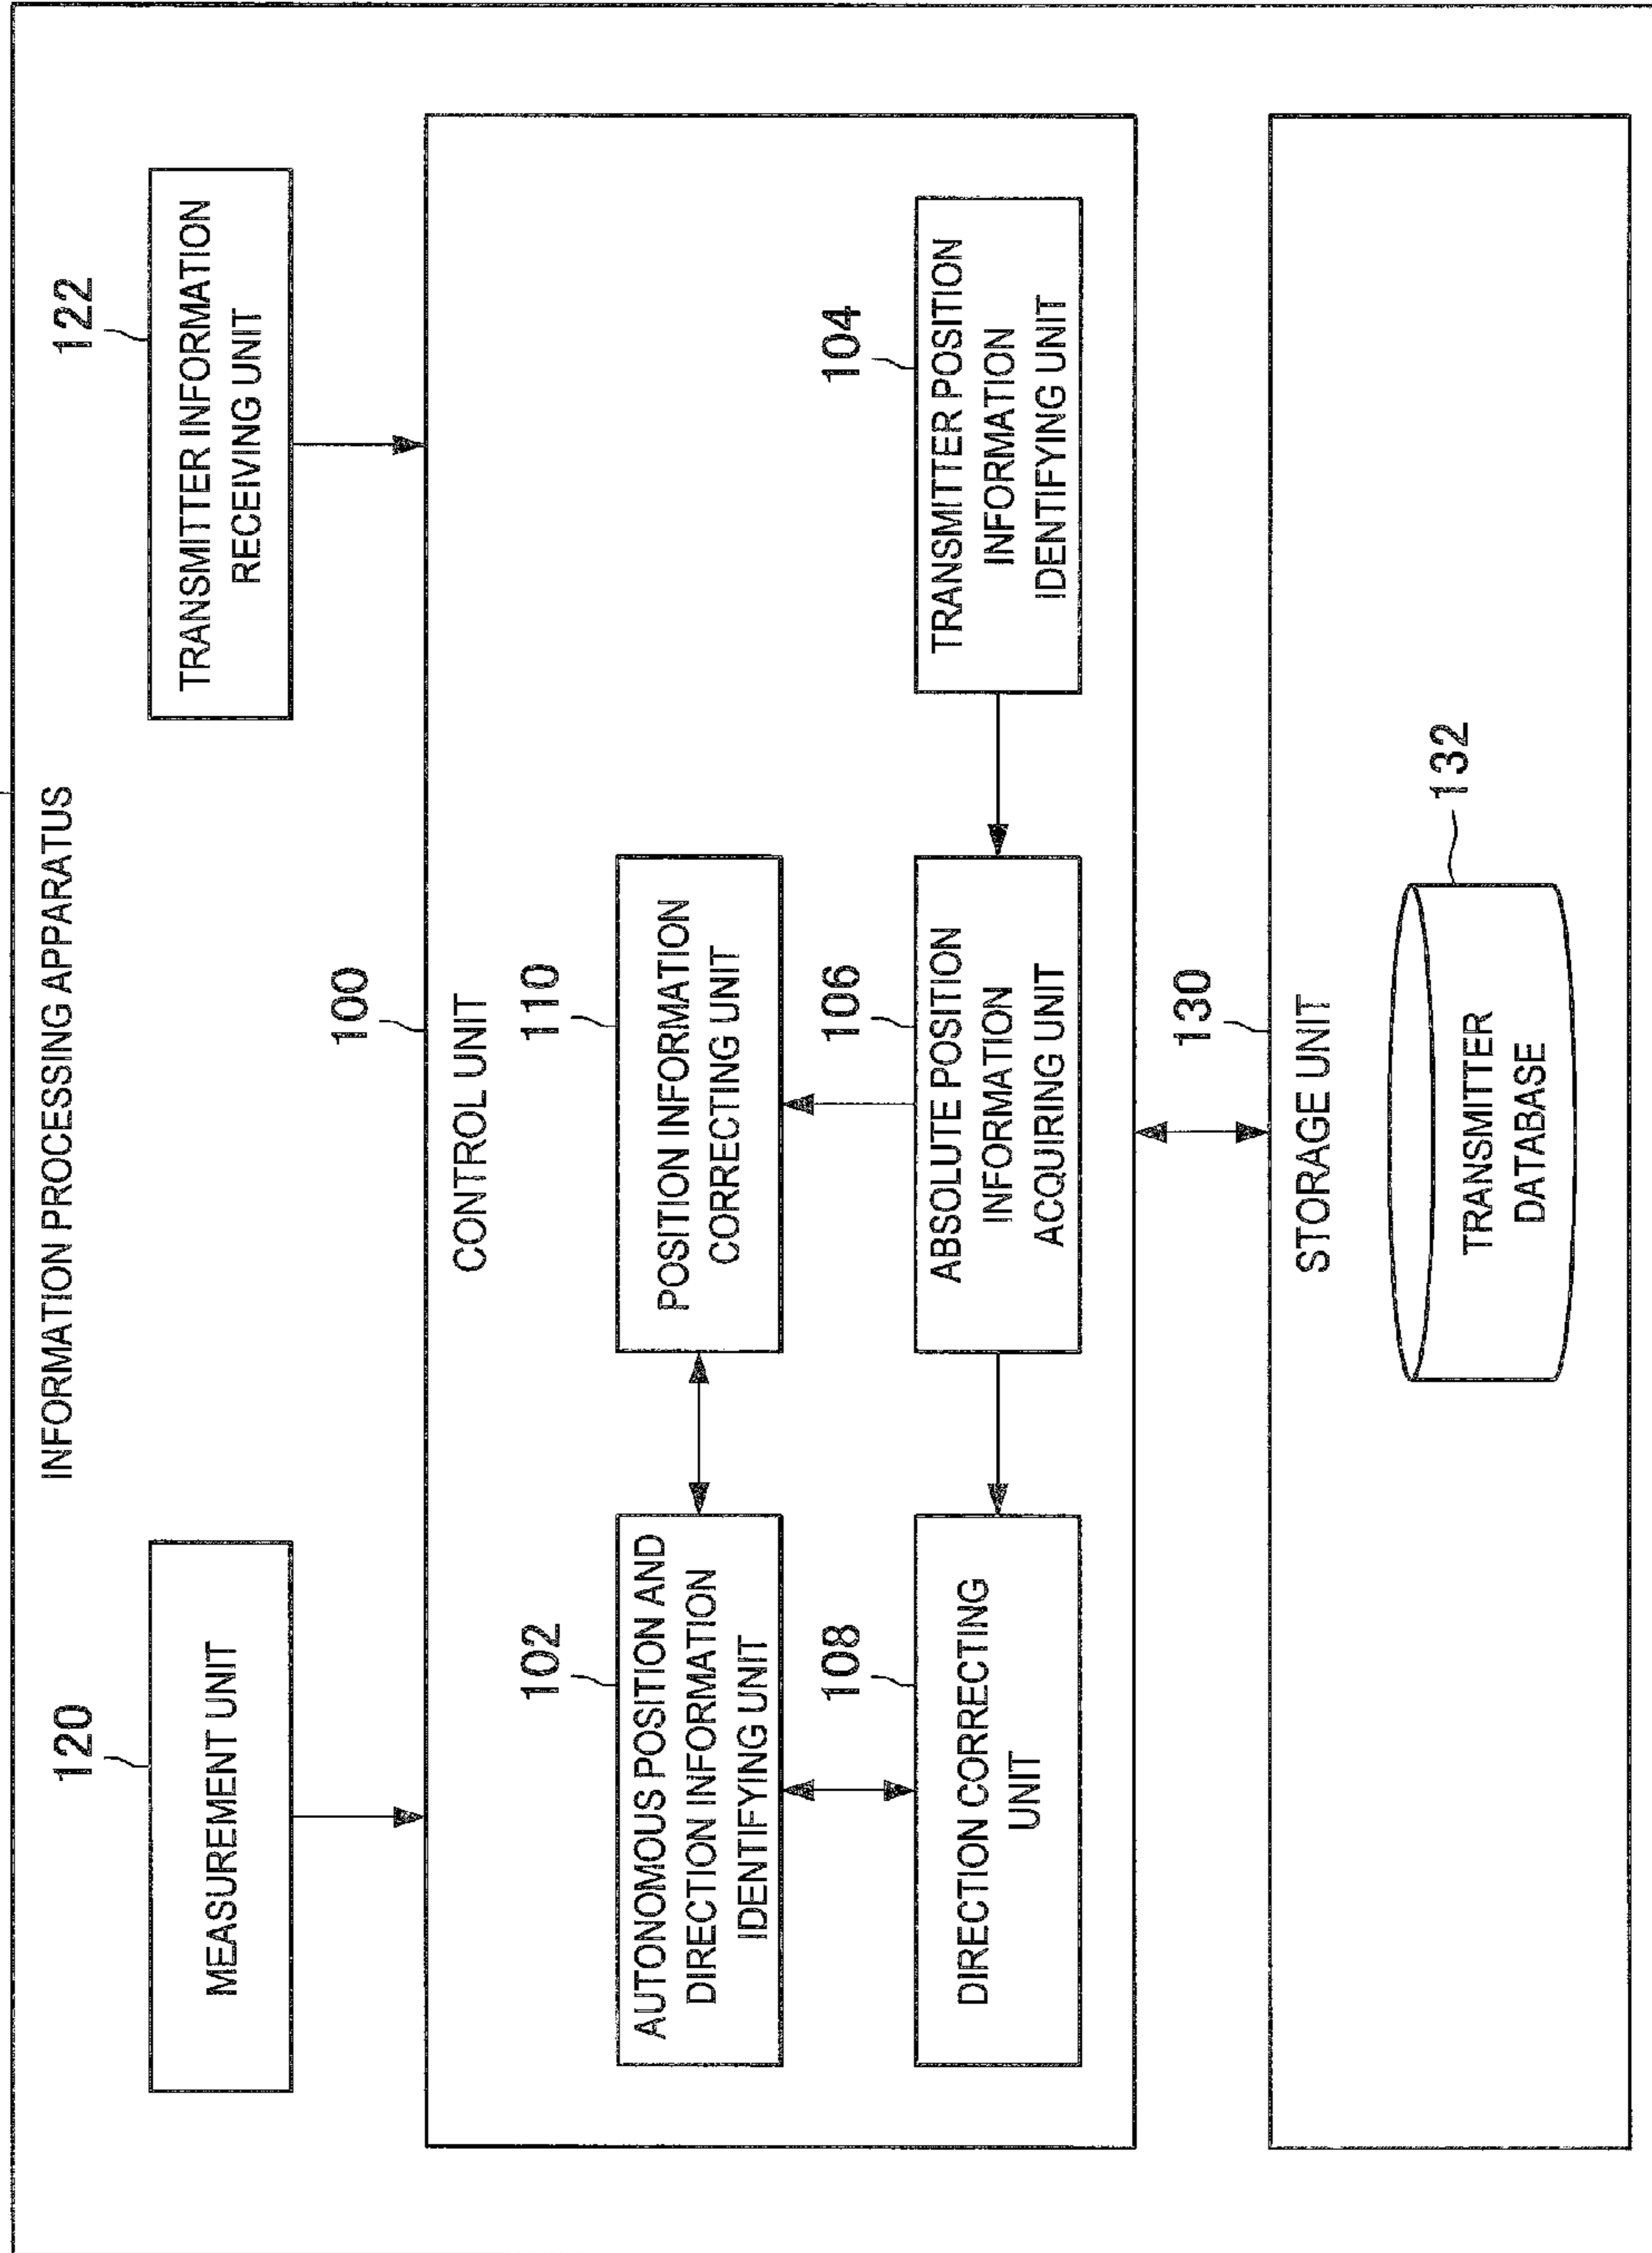 INFORMATION PROCESSING APPARATUS
120
MEASUREMENT UNIT
122
TRANSMITTER INFORMATION
RECEIVING UNIT
100
CONTROL UNIT
102
AUTONOMOUS POSITION AND
DIRECTION INFORMATION
IDENTIFYING UNIT
110
POSITION INFORMATION
CORRECTING UNIT
108
DIRECTION CORRECTING
UNIT
106
ABSOLUTE POSITION
INFORMATION
ACQUIRING UNIT
104
TRANSMITTER POSITION
INFORMATION
IDENTIFYING UNIT
130
STORAGE UNIT
132
TRANSMITTER
DATABASE